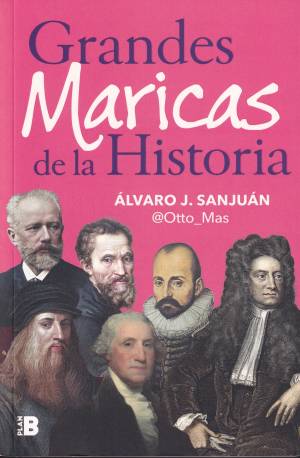 Grandes
Maricas
de la Historia
ÁLVARO J. SANJUÁN
@Otto_Mas
PLAN B